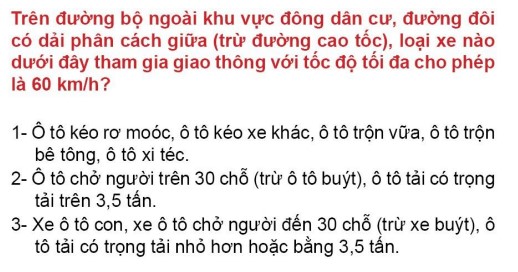 Trên đường bộ ngoài khu vực đông dân cư, đường đôi
có dải phân cách giữa (trừ đường cao tốc), loại xe nào
dưới đây tham gia giao thông với tốc độ tối đa cho phép
là 60 km/h?
1- Ô tô kéo rơ moóc, ô tô kéo xe khác, ô tô trộn vữa, ô tô trộn
bê tông, ô tô xi téc.
2- Ô tô chở người trên 30 chỗ (trừ ô tô buýt), ô tô tải có trọng
tải trên 3,5 tấn.
3- Xe ô tô con, xe ô tô chở người đến 30 chỗ (trừ xe buýt), ô
tô tải có trọng tải nhỏ hơn hoặc bằng 3,5 tấn.